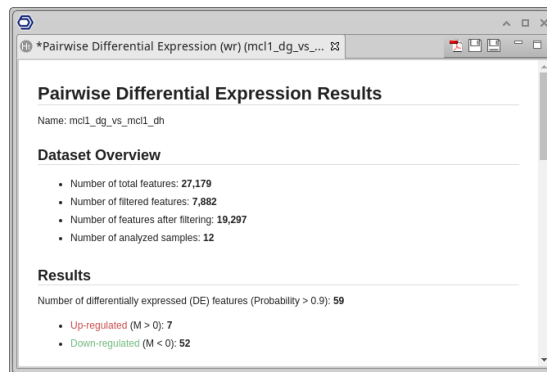 *Pairwise Differential Expression (wr) (mcl1_dg_vs_...
Pairwise Differential Expression Results
Name: mcl1_dg_vs_mcl1_dh
Dataset Overview
• Number of total features: 27,179
• Number of filtered features: 7,882
• Number of features after filtering: 19,297
• Number of analyzed samples: 12
Results
Number of differentially expressed (DE) features (Probability > 0.9): 59
• Up-regulated (M > 0): 7
• Down-regulated (M < 0): 52